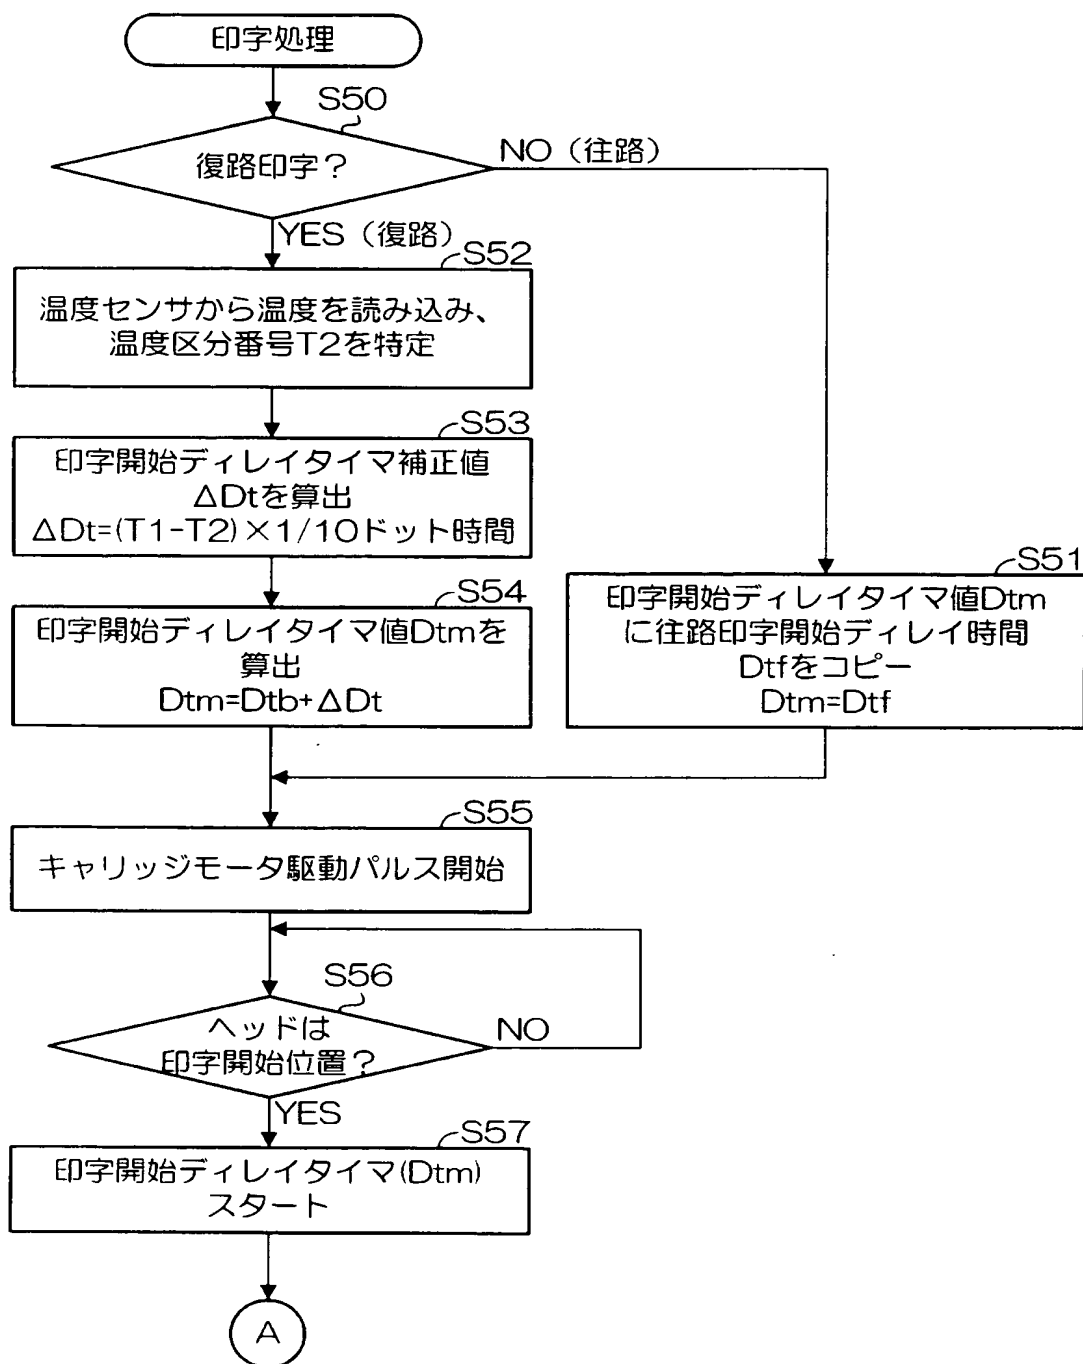 印字処理
S50
復路印字?
NO(往路)
YES(復路)
S52
温度センサから温度を読み込み、
温度区分番号T2を特定
S53
印字開始ディレイタイマ補正値
ΔDtを算出
ΔDt=(T1-T2)×1/10ドット時間
S54
印字開始ディレイタイマ値Dtmを
算出
Dtm=Dtb+ΔDt
S51
印字開始ディレイタイマ値Dtm
に往路印字開始ディレイ時間
Dtfをコピー
Dtm=Dtf
S55
キャリッジモータ駆動パルス開始
S56
ヘッドは
印字開始位置?
NO
YES
S57
印字開始ディレイタイマ(Dtm)
スタート
A